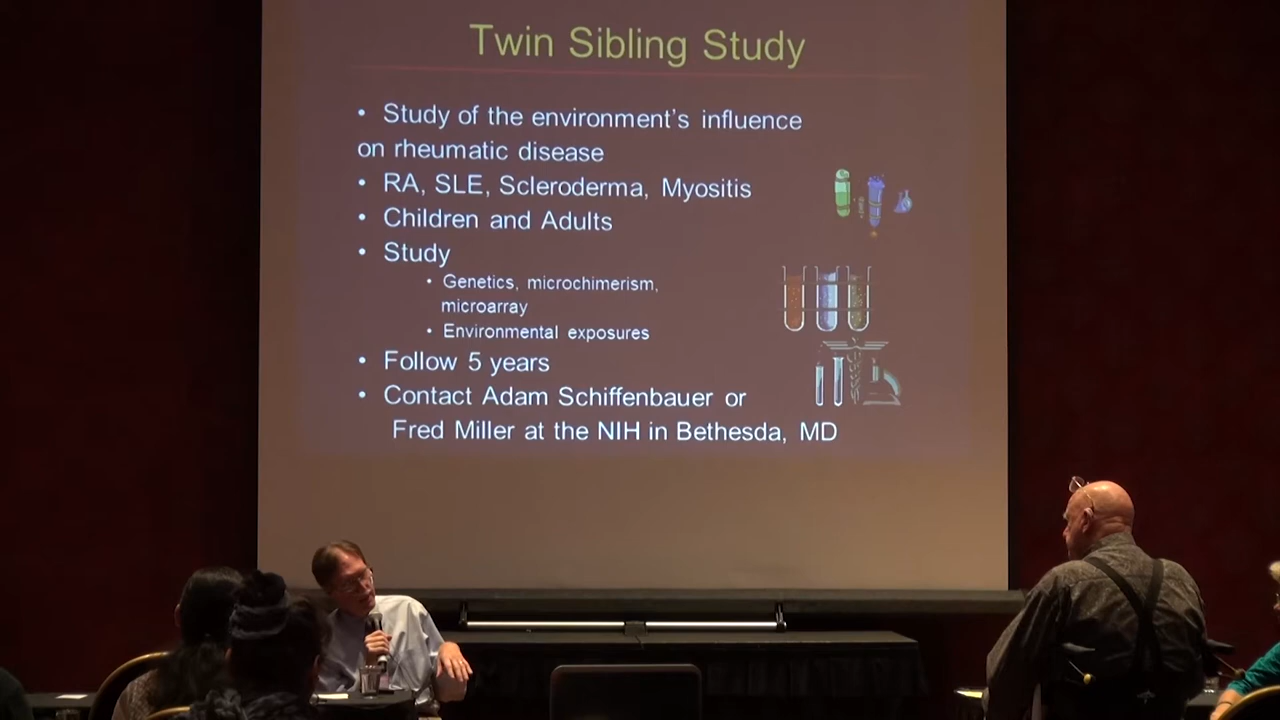 Twin Sibling Study
• Study of the environment's influence
on rheumatic disease
• RA, SLE, Scleroderma, Myositis
• Children and Adults
• Study
• Genetics, microchimerism,
microarray
• Environmental exposures
• Follow 5 years
• Contact Adam Schiffenbauer or
Fred Miller at the NIH in Bethesda, MD